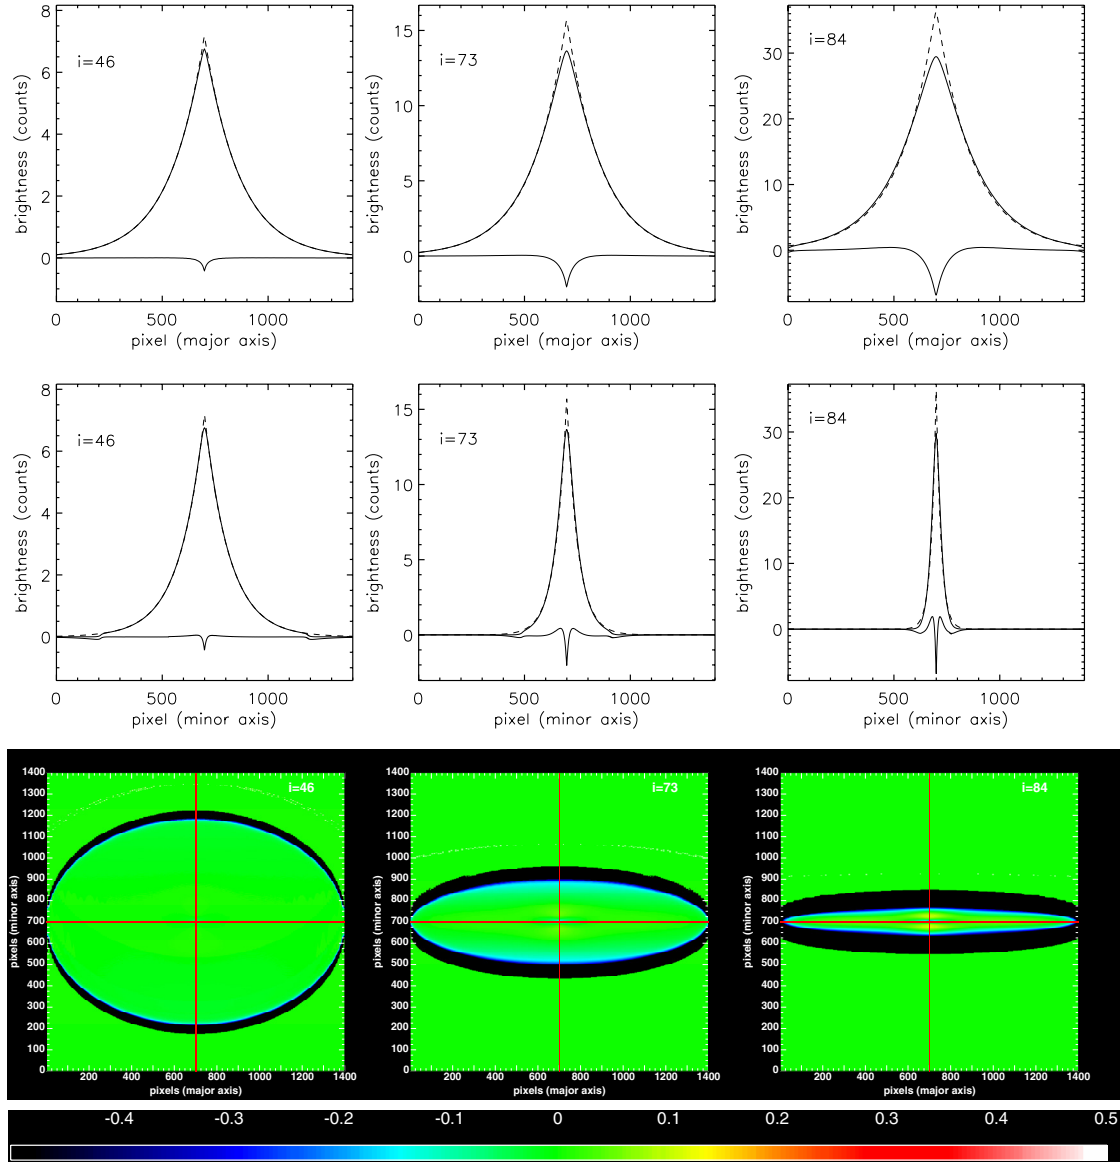 8
6
4
2
0
brightness (counts)
i=46
0 500 1000
pixel (major axis)
15
10
5
0
brightness (counts)
i=73
0 500 1000
pixel (major axis)
30
20
10
0
brightness (counts)
i=84
0 500 1000
pixel (major axis)
8
6
4
2
0
brightness (counts)
i=46
0 500 1000
pixel (minor axis)
15
10
5
0
brightness (counts)
i=73
0 500 1000
pixel (minor axis)
30
20
10
0
brightness (counts)
i=84
0 500 1000
pixel (minor axis)
1400
1300
1200
1100
1000
900
800
700
600
500
400
300
200
100
0
pixels (minor axis)
i=46
200 400 600 800 1000 1200 1400
pixels (major axis)
1400
1300
1200
1100
1000
900
800
700
600
500
400
300
200
100
0
pixels (minor axis)
i=73
200 400 600 800 1000 1200 1400
pixels (major axis)
1400
1300
1200
1100
1000
900
800
700
600
500
400
300
200
100
0
pixels (minor axis)
i=84
200 400 600 800 1000 1200 1400
pixels (major axis)
-0.4 -0.3 -0.2 -0.1 0 0.1 0.2 0.3 0.4 0.5